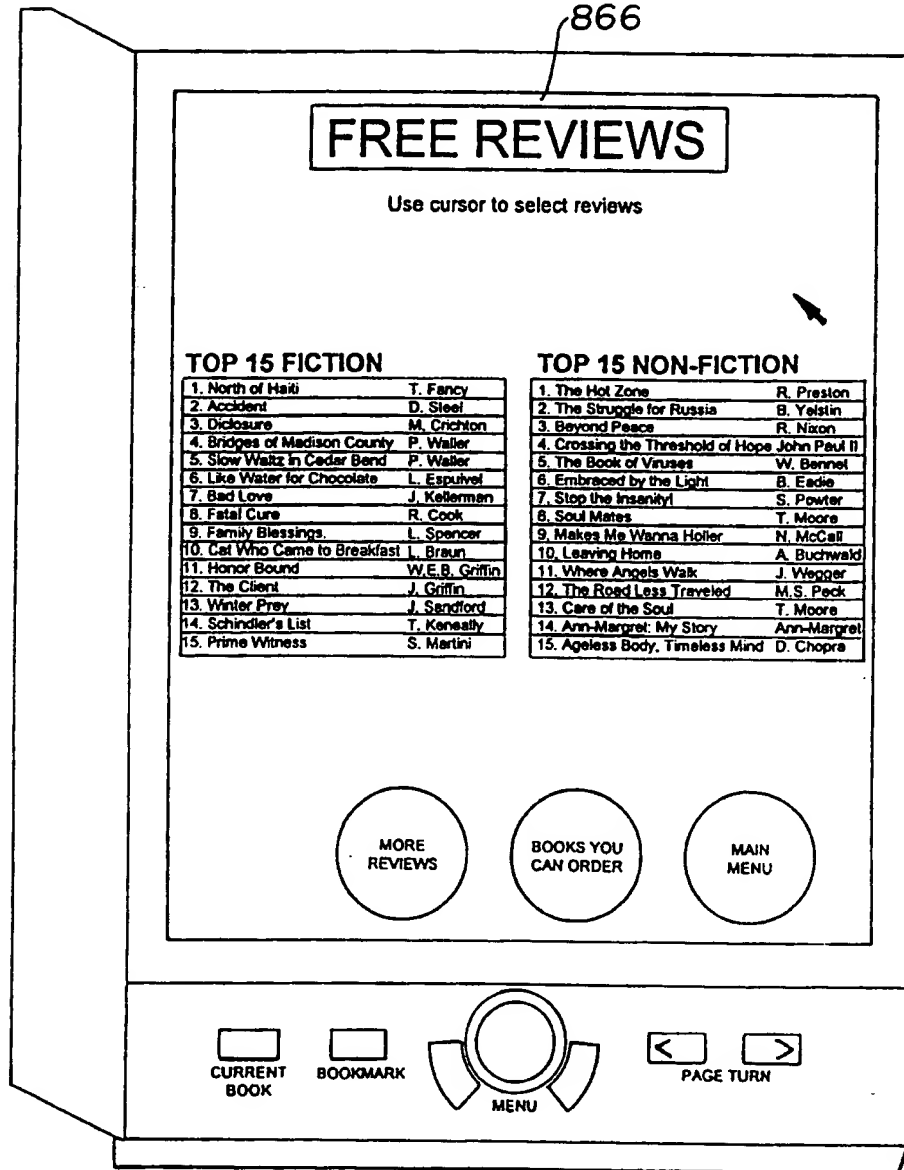 866
FREE REVIEWS
Use cursor to select reviews
TOP 15 FICTION
1. North of Haiti T. Fancy
2. Accident D. Steel
3. Diclosure M. Crichton
4. Bridges of Madison County P. Waller
5. Slow Waltz in Cedar Bend P. Waller
6. Like Water for Chocolate L. Espuivel
7. Bad Love J. Kellerman
8. Fatal Cure R. Cook
9. Family Blessings. L. Spencer
10. Cat Who Came to Breakfast L. Braun
11. Honor Bound W.E.B. Griffin
12. The Client J. Griffin
13. Winter Prey J. Sandford
14. Schindler's List T. Keneally
15. Prime Witness S. Martini
TOP 15 NON-FICTION
1. The Hot Zone R. Preston
2. The Struggle for Russia B. Yelstin
3. Beyond Peace R. Nixon
4. Crossing the Threshold of Hope John Paul II
5. The Book of Viruses W. Bennet
6. Embraced by the Light B. Eadie
7. Stop the Insanity! S. Powter
8. Soul Mates T. Moore
9. Makes Me Wanna Holler N. McCall
10. Leaving Home A. Buchwald
11. Where Angels Walk J. Wegger
12. The Road Less Traveled M.S. Peck
13. Care of the Soul T. Moore
14. Ann-Margret: My Story Ann-Margret
15. Ageless Body, Timeless Mind D. Chopra
MORE
REVIEWS
BOOKS YOU
CAN ORDER
MAIN
MENU
CURRENT
BOOK
BOOKMARK
MENU
< >
PAGE TURN